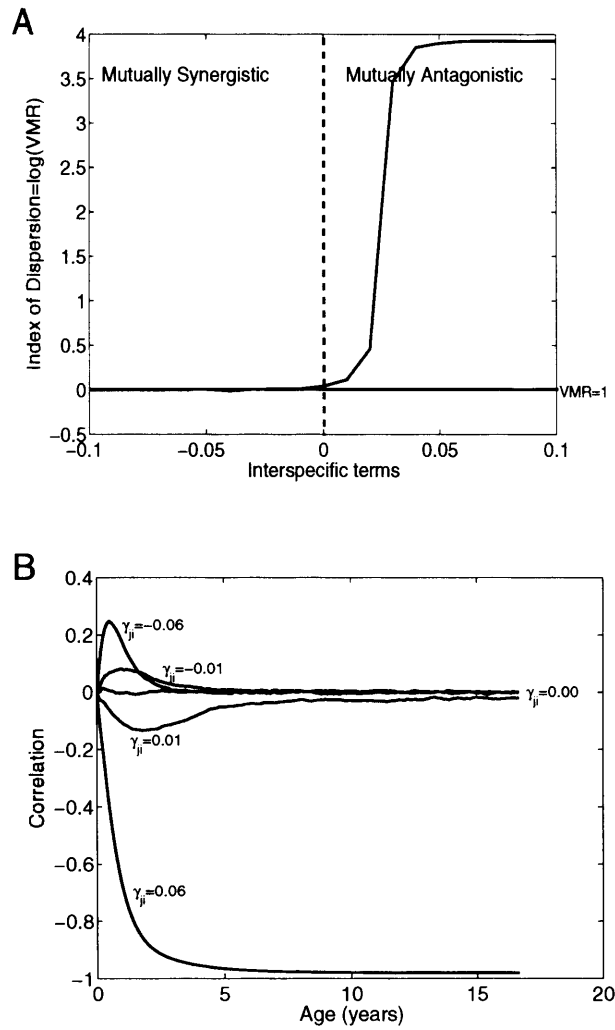 A
4
3.5
3
2.5
2
1.5
1
0.5
0
−0.5
Index of Dispersion=log(VMR)
Mutually Synergistic
Mutually Antagonistic
VMR=1
−0.1
−0.05
0
0.05
0.1
Interspecific terms
B
0.4
0.2
0
−0.2
−0.4
−0.6
−0.8
−1
Correlation
γji=−0.06
γji=−0.01
γji=0.00
γji=0.01
γji=0.06
0
5
10
15
20
Age (years)